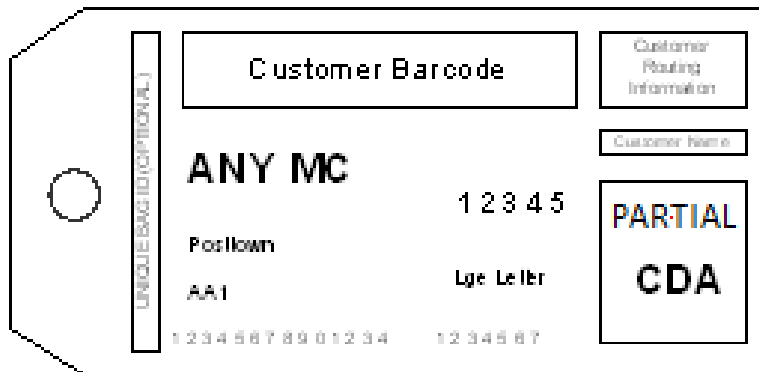 UNIQUE BAG ID (OPTIONAL)
Customer Barcode
Customer
Routing
Information
Customer Name
ANY MC
12345
PARTIAL
CDA
Posttown
Lge Letter
AA1
12345678901234
1234567